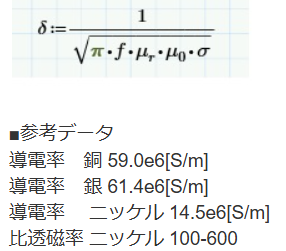 δ:=1/√(π·f·μr·μ0·σ)
■参考データ
導電率　銅 59.0e6[S/m]
導電率　銀 61.4e6[S/m]
導電率　 ニッケル 14.5e6[S/m]
比透磁率 ニッケル 100-600